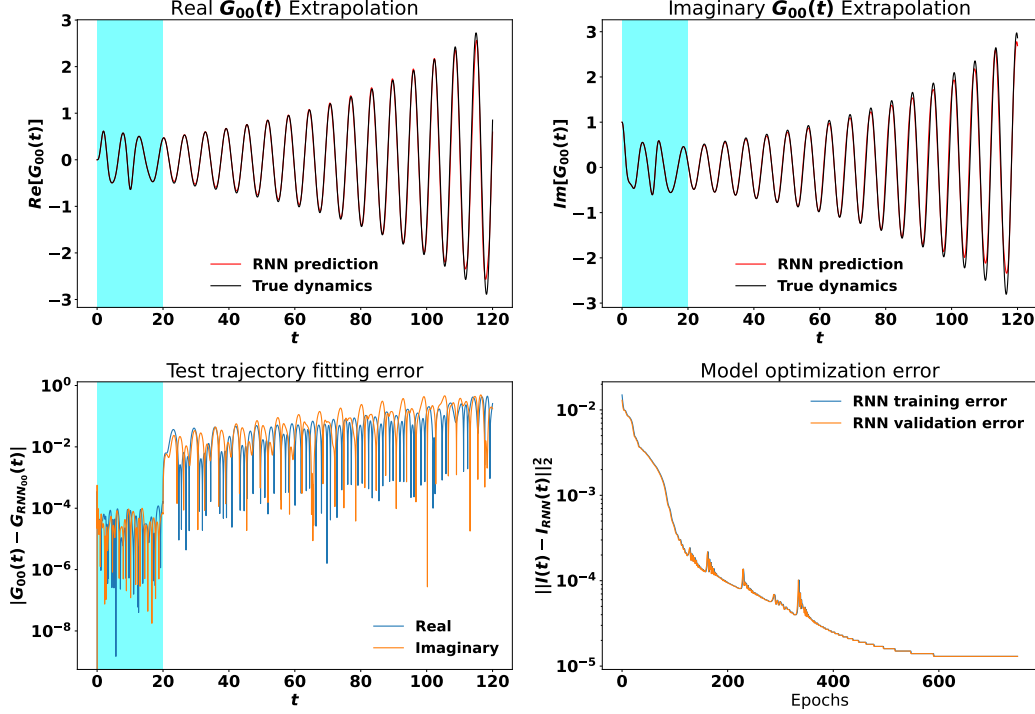 Real G₀₀(t) Extrapolation
3
2
1
0
−1
−2
−3
Re[G₀₀(t)]
RNN prediction
True dynamics
0 20 40 60 80 100 120
t
Imaginary G₀₀(t) Extrapolation
3
2
1
0
−1
−2
−3
Im[G₀₀(t)]
RNN prediction
True dynamics
0 20 40 60 80 100 120
t
Test trajectory fitting error
10⁰
10⁻²
10⁻⁴
10⁻⁶
10⁻⁸
|G₀₀(t) − G_{RNN₀₀}(t)|
Real
Imaginary
0 20 40 60 80 100 120
t
Model optimization error
10⁻²
10⁻³
10⁻⁴
10⁻⁵
||I(t) − I_{RNN}(t)||²₂
RNN training error
RNN validation error
0 200 400 600
Epochs